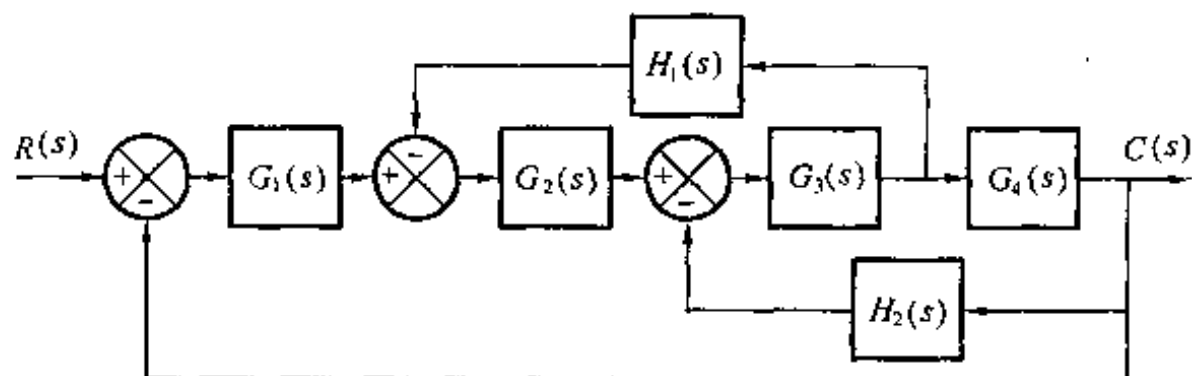 H₁(s)
R(s)
G₁(s)
G₂(s)
G₃(s)
G₄(s)
C(s)
+
-
+
-
+
-
H₂(s)